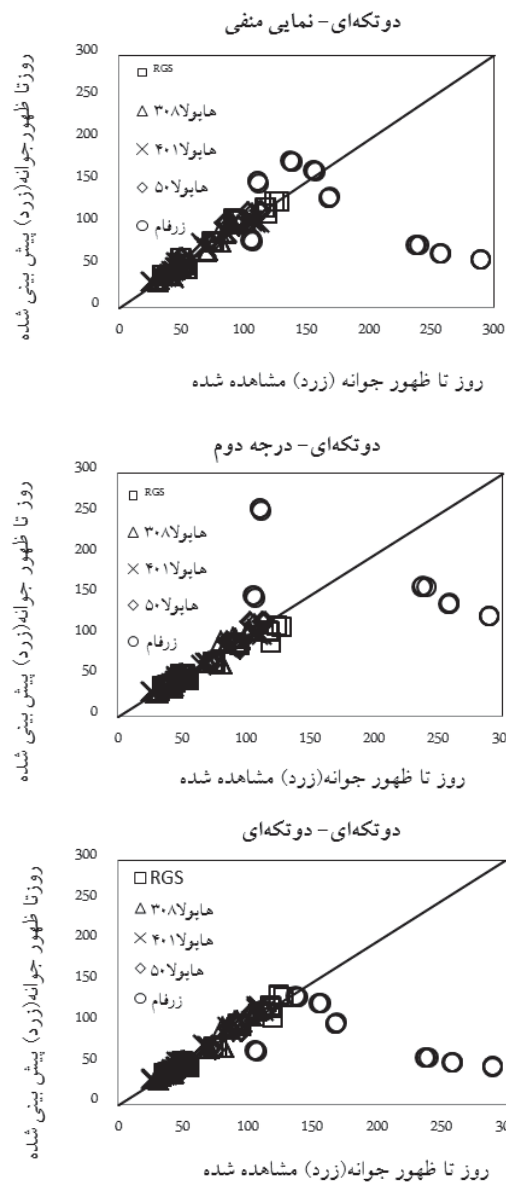 دوتکه‌ای- نمایی منفی
روزتا ظهورجوانه(زرد) پیش بینی شده
300
250
200
150
100
50
0
RGS
هایولا۳۰۸
هایولا۴۰۱
هایولا۵۰
زرفام
0 50 100 150 200 250 300
روز تا ظهور جوانه (زرد) مشاهده شده
دوتکه‌ای- درجه دوم
روز تا ظهور جوانه(زرد) پیش بینی شده
300
250
200
150
100
50
0
RGS
هایولا۳۰۸
هایولا۴۰۱
هایولا۵۰
زرفام
0 50 100 150 200 250 300
روز تا ظهور جوانه(زرد) مشاهده شده
دوتکه‌ای- دوتکه‌ای
روزتا ظهور جوانه(زرد) پیش بینی شده
300
250
200
150
100
50
0
RGS
هایولا۳۰۸
هایولا۴۰۱
هایولا۵۰
زرفام
0 50 100 150 200 250 300
روز تا ظهور جوانه(زرد) مشاهده شده